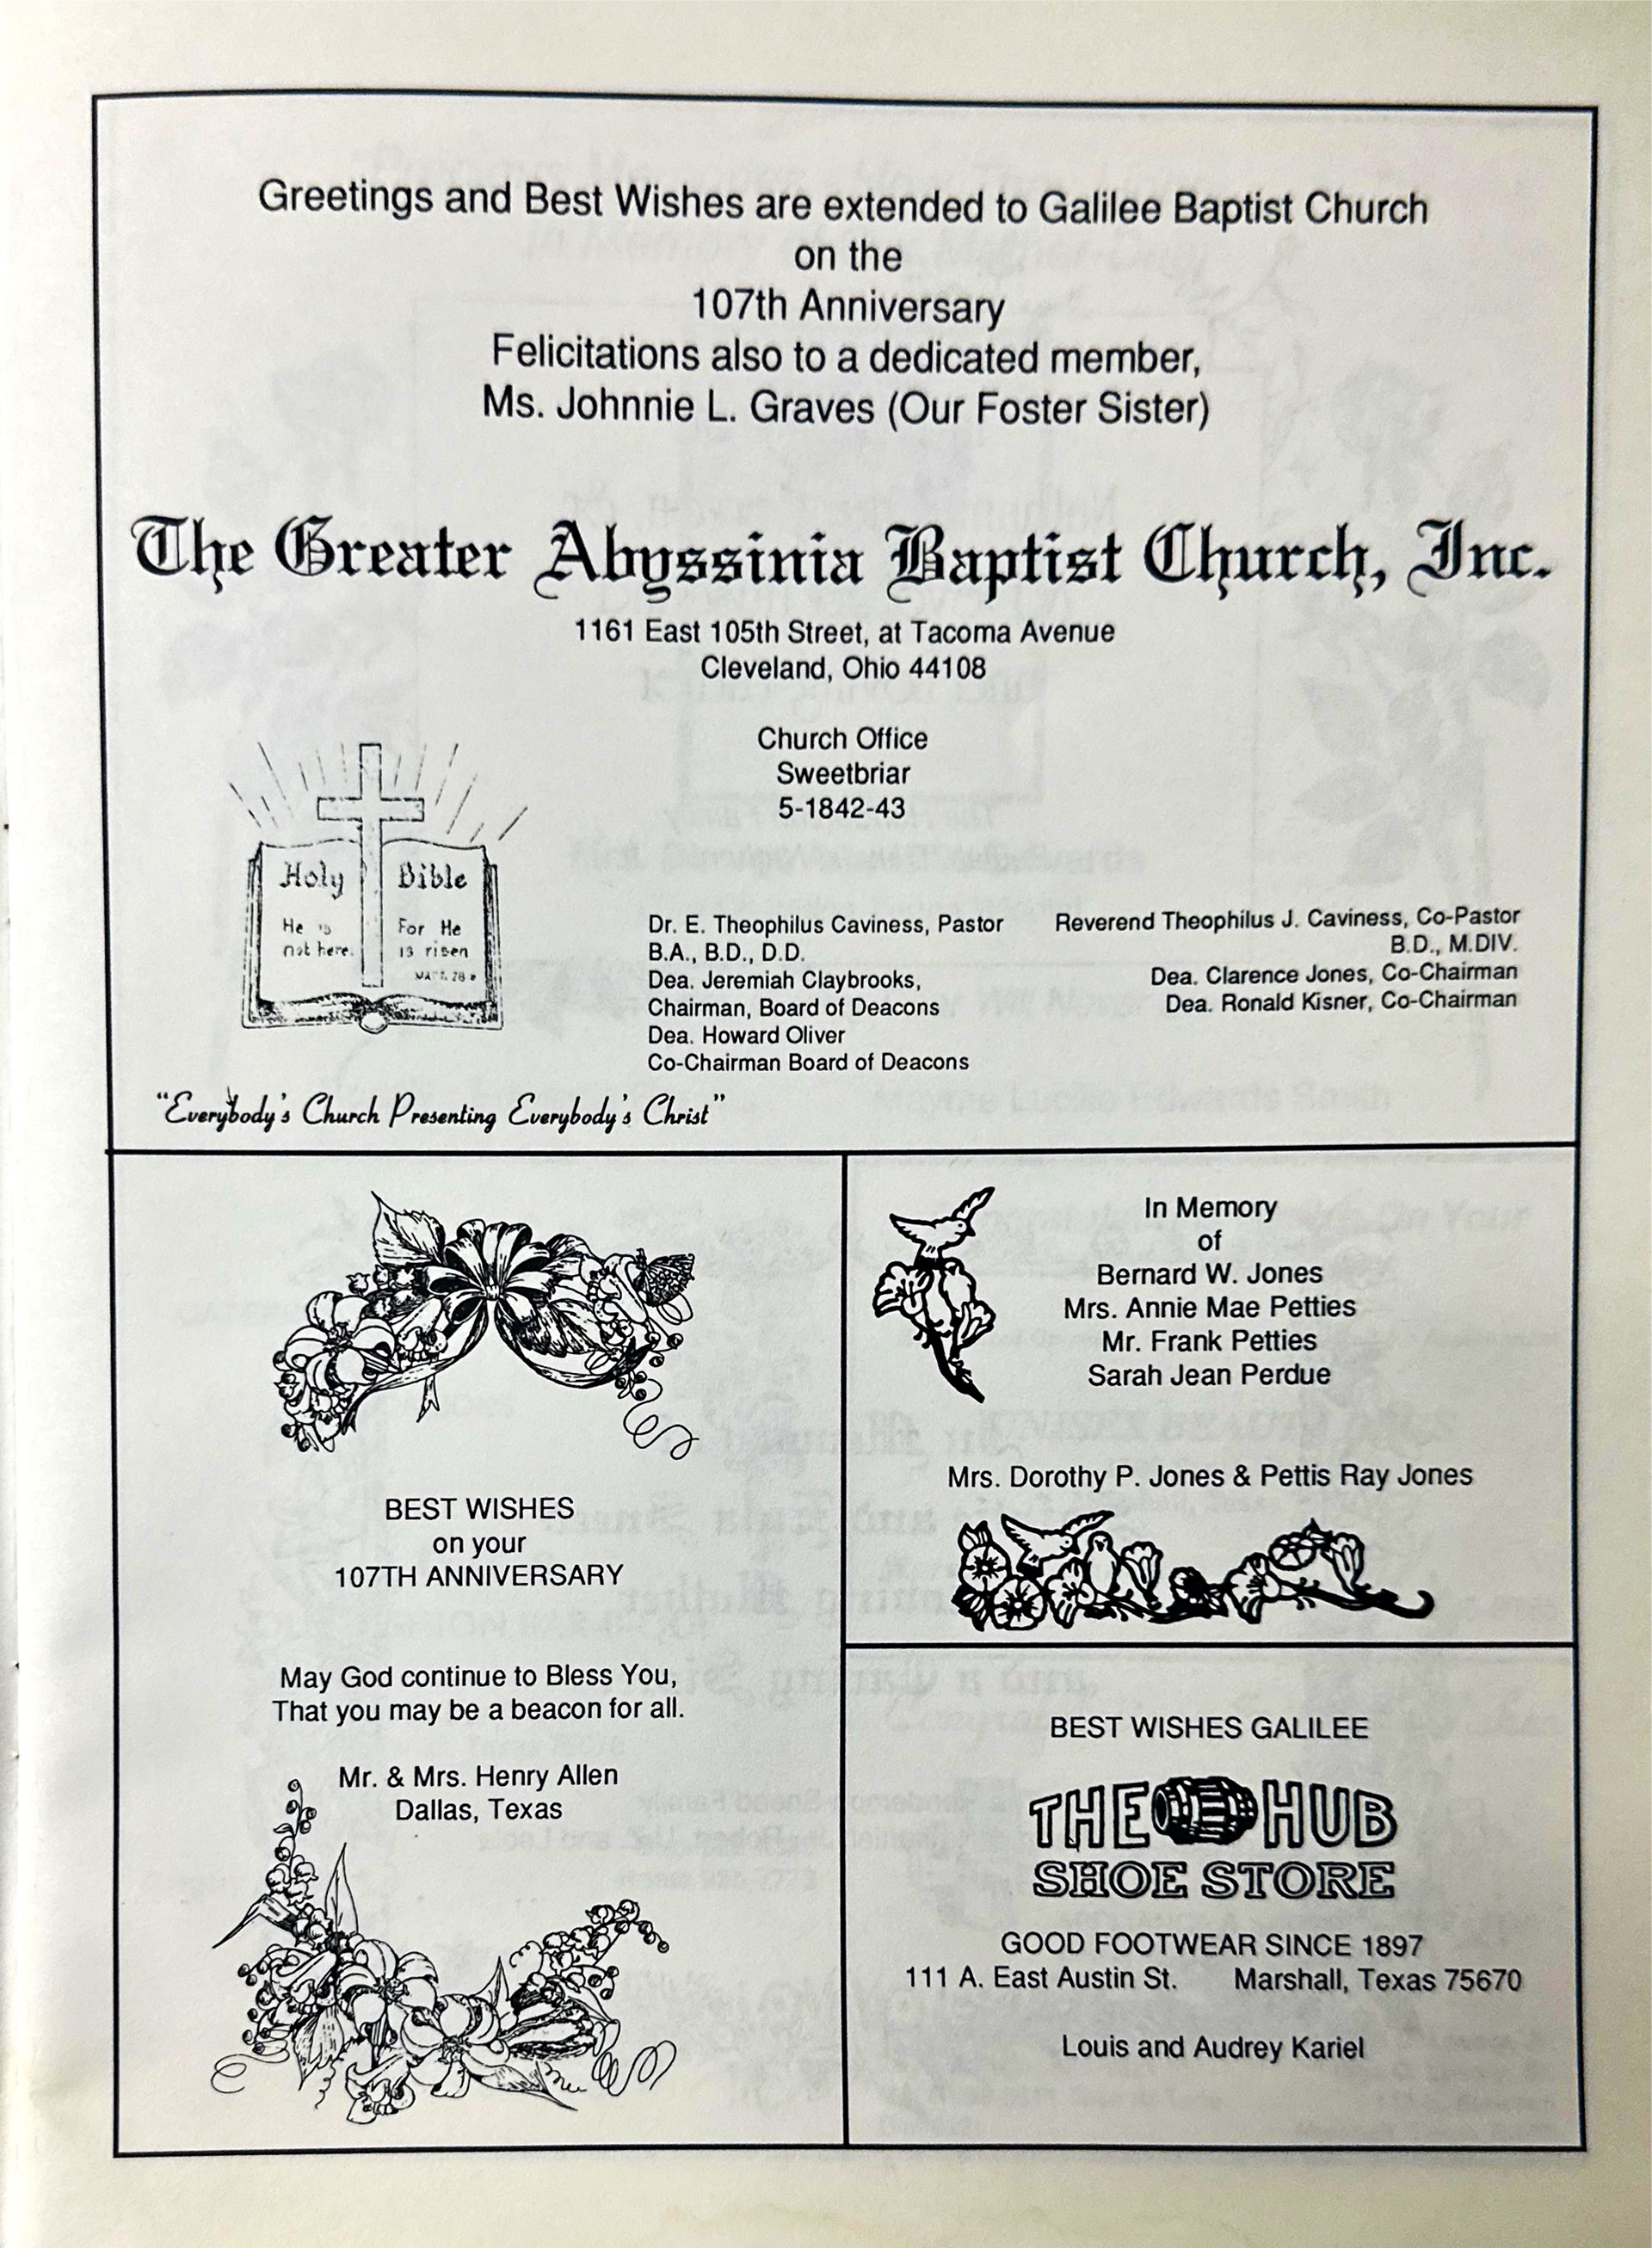 Greetings and Best Wishes are extended to Galilee Baptist Church
on the
107th Anniversary
Felicitations also to a dedicated member,
Ms. Johnnie L. Graves (Our Foster Sister)
The Greater Abyssinia Baptist Church, Inc.
1161 East 105th Street, at Tacoma Avenue
Cleveland, Ohio 44108
Church Office
Sweetbriar
5-1842-43
Holy Bible
He is
not here.
For He
is risen
MATT. 28
Dr. E. Theophilus Caviness, Pastor
B.A., B.D., D.D.
Dea. Jeremiah Claybrooks,
Chairman, Board of Deacons
Dea. Howard Oliver
Co-Chairman Board of Deacons
Reverend Theophilus J. Caviness, Co-Pastor
B.D., M.DIV.
Dea. Clarence Jones, Co-Chairman
Dea. Ronald Kisner, Co-Chairman
"Everybody's Church Presenting Everybody's Christ"
BEST WISHES
on your
107TH ANNIVERSARY
May God continue to Bless You,
That you may be a beacon for all.
Mr. & Mrs. Henry Allen
Dallas, Texas
In Memory
of
Bernard W. Jones
Mrs. Annie Mae Petties
Mr. Frank Petties
Sarah Jean Perdue
Mrs. Dorothy P. Jones & Pettis Ray Jones
BEST WISHES GALILEE
THE HUB
SHOE STORE
GOOD FOOTWEAR SINCE 1897
111 A. East Austin St. Marshall, Texas 75670
Louis and Audrey Kariel